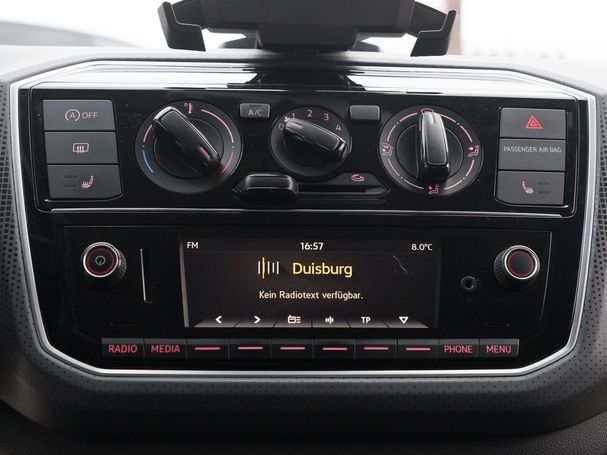 OFF
A/C
0 1 2 3 4
PASSENGER AIR BAG
FM 16:57 8.0°C
Duisburg
Kein Radiotext verfügbar.
TP
RADIO MEDIA PHONE MENU